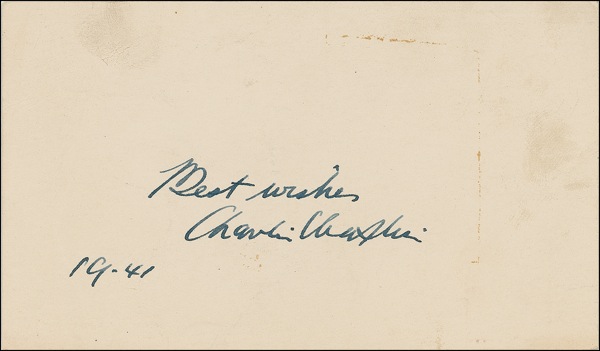 Best wishes
Charlie Chaplin
19-41